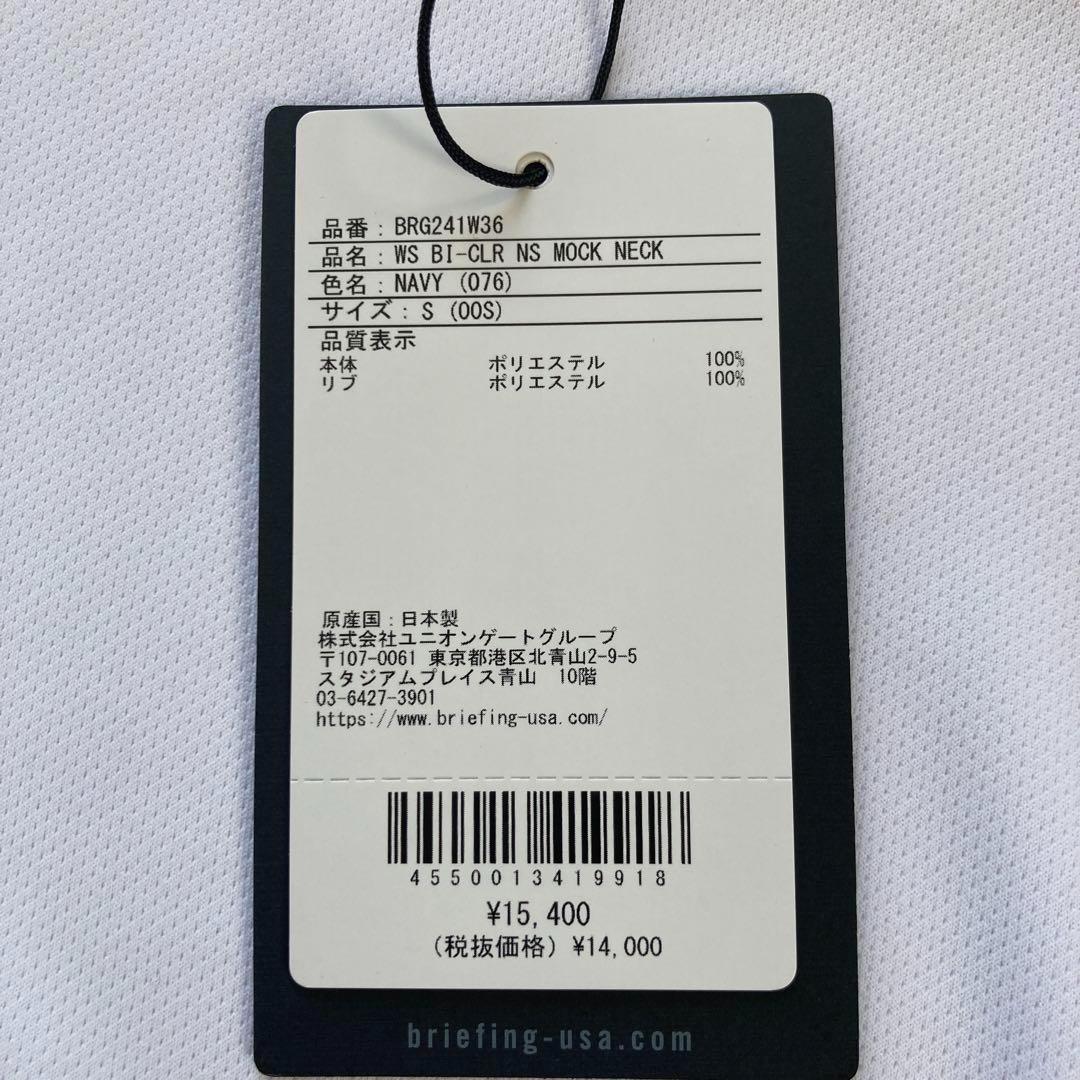 品番：BRG241W36
品名：WS BI-CLR NS MOCK NECK
色名：NAVY (076)
サイズ：S (00S)
品質表示
本体 ポリエステル 100%
リブ ポリエステル 100%
原産国：日本製
株式会社ユニオンゲートグループ
〒107-0061 東京都港区北青山2-9-5
スタジアムプレイス青山 10階
03-6427-3901
https://www.briefing-usa.com/
4550013419918
¥15,400
(税抜価格) ¥14,000
briefing-usa.com